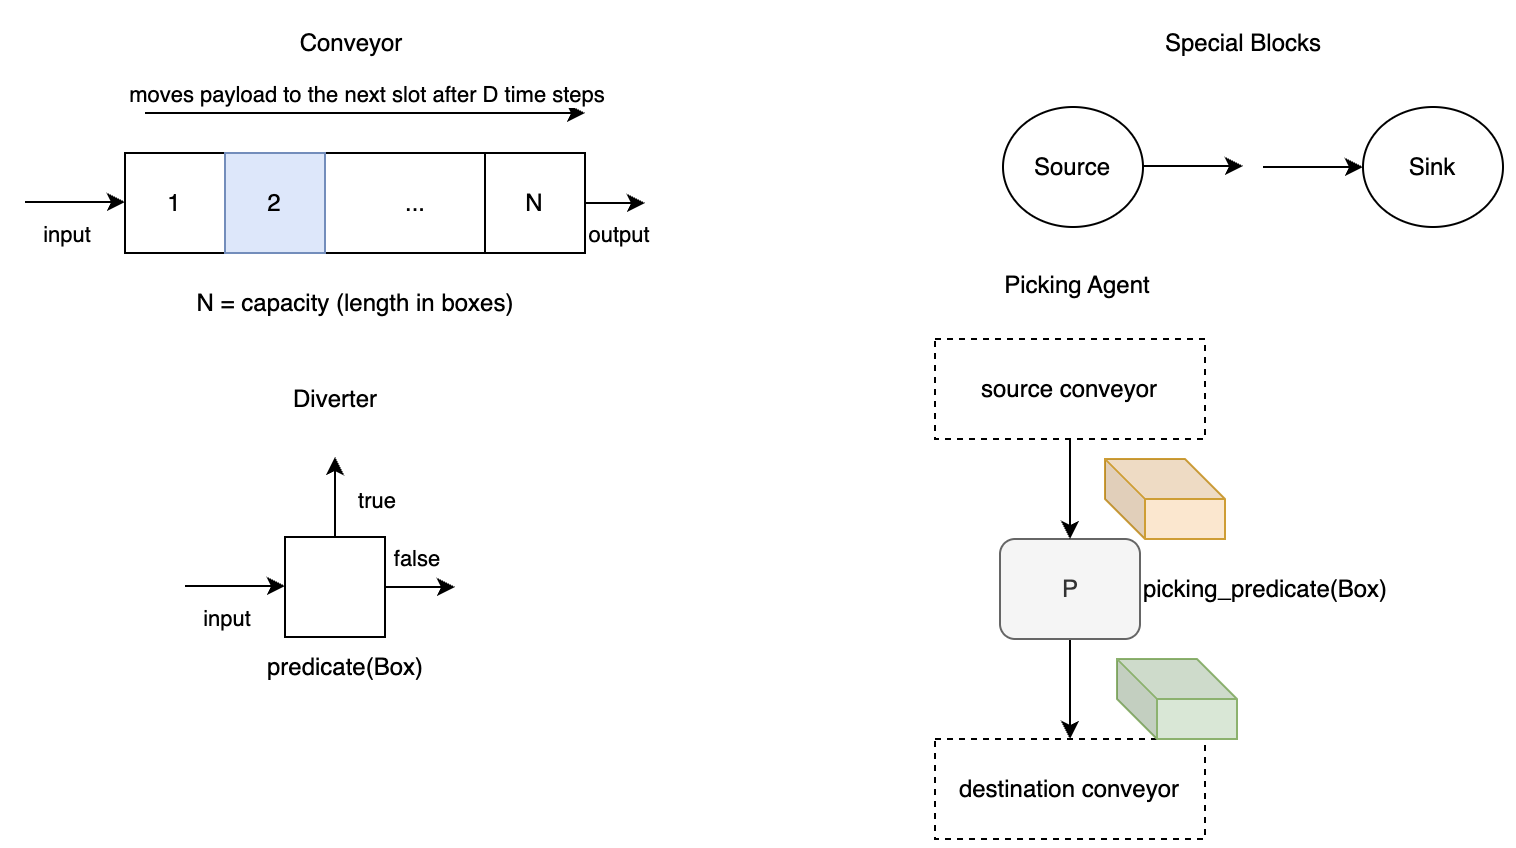 Conveyor
moves payload to the next slot after D time steps
1
2
...
N
input
output
N = capacity (length in boxes)
Diverter
true
false
input
predicate(Box)
Special Blocks
Source
Sink
Picking Agent
source conveyor
P
picking_predicate(Box)
destination conveyor